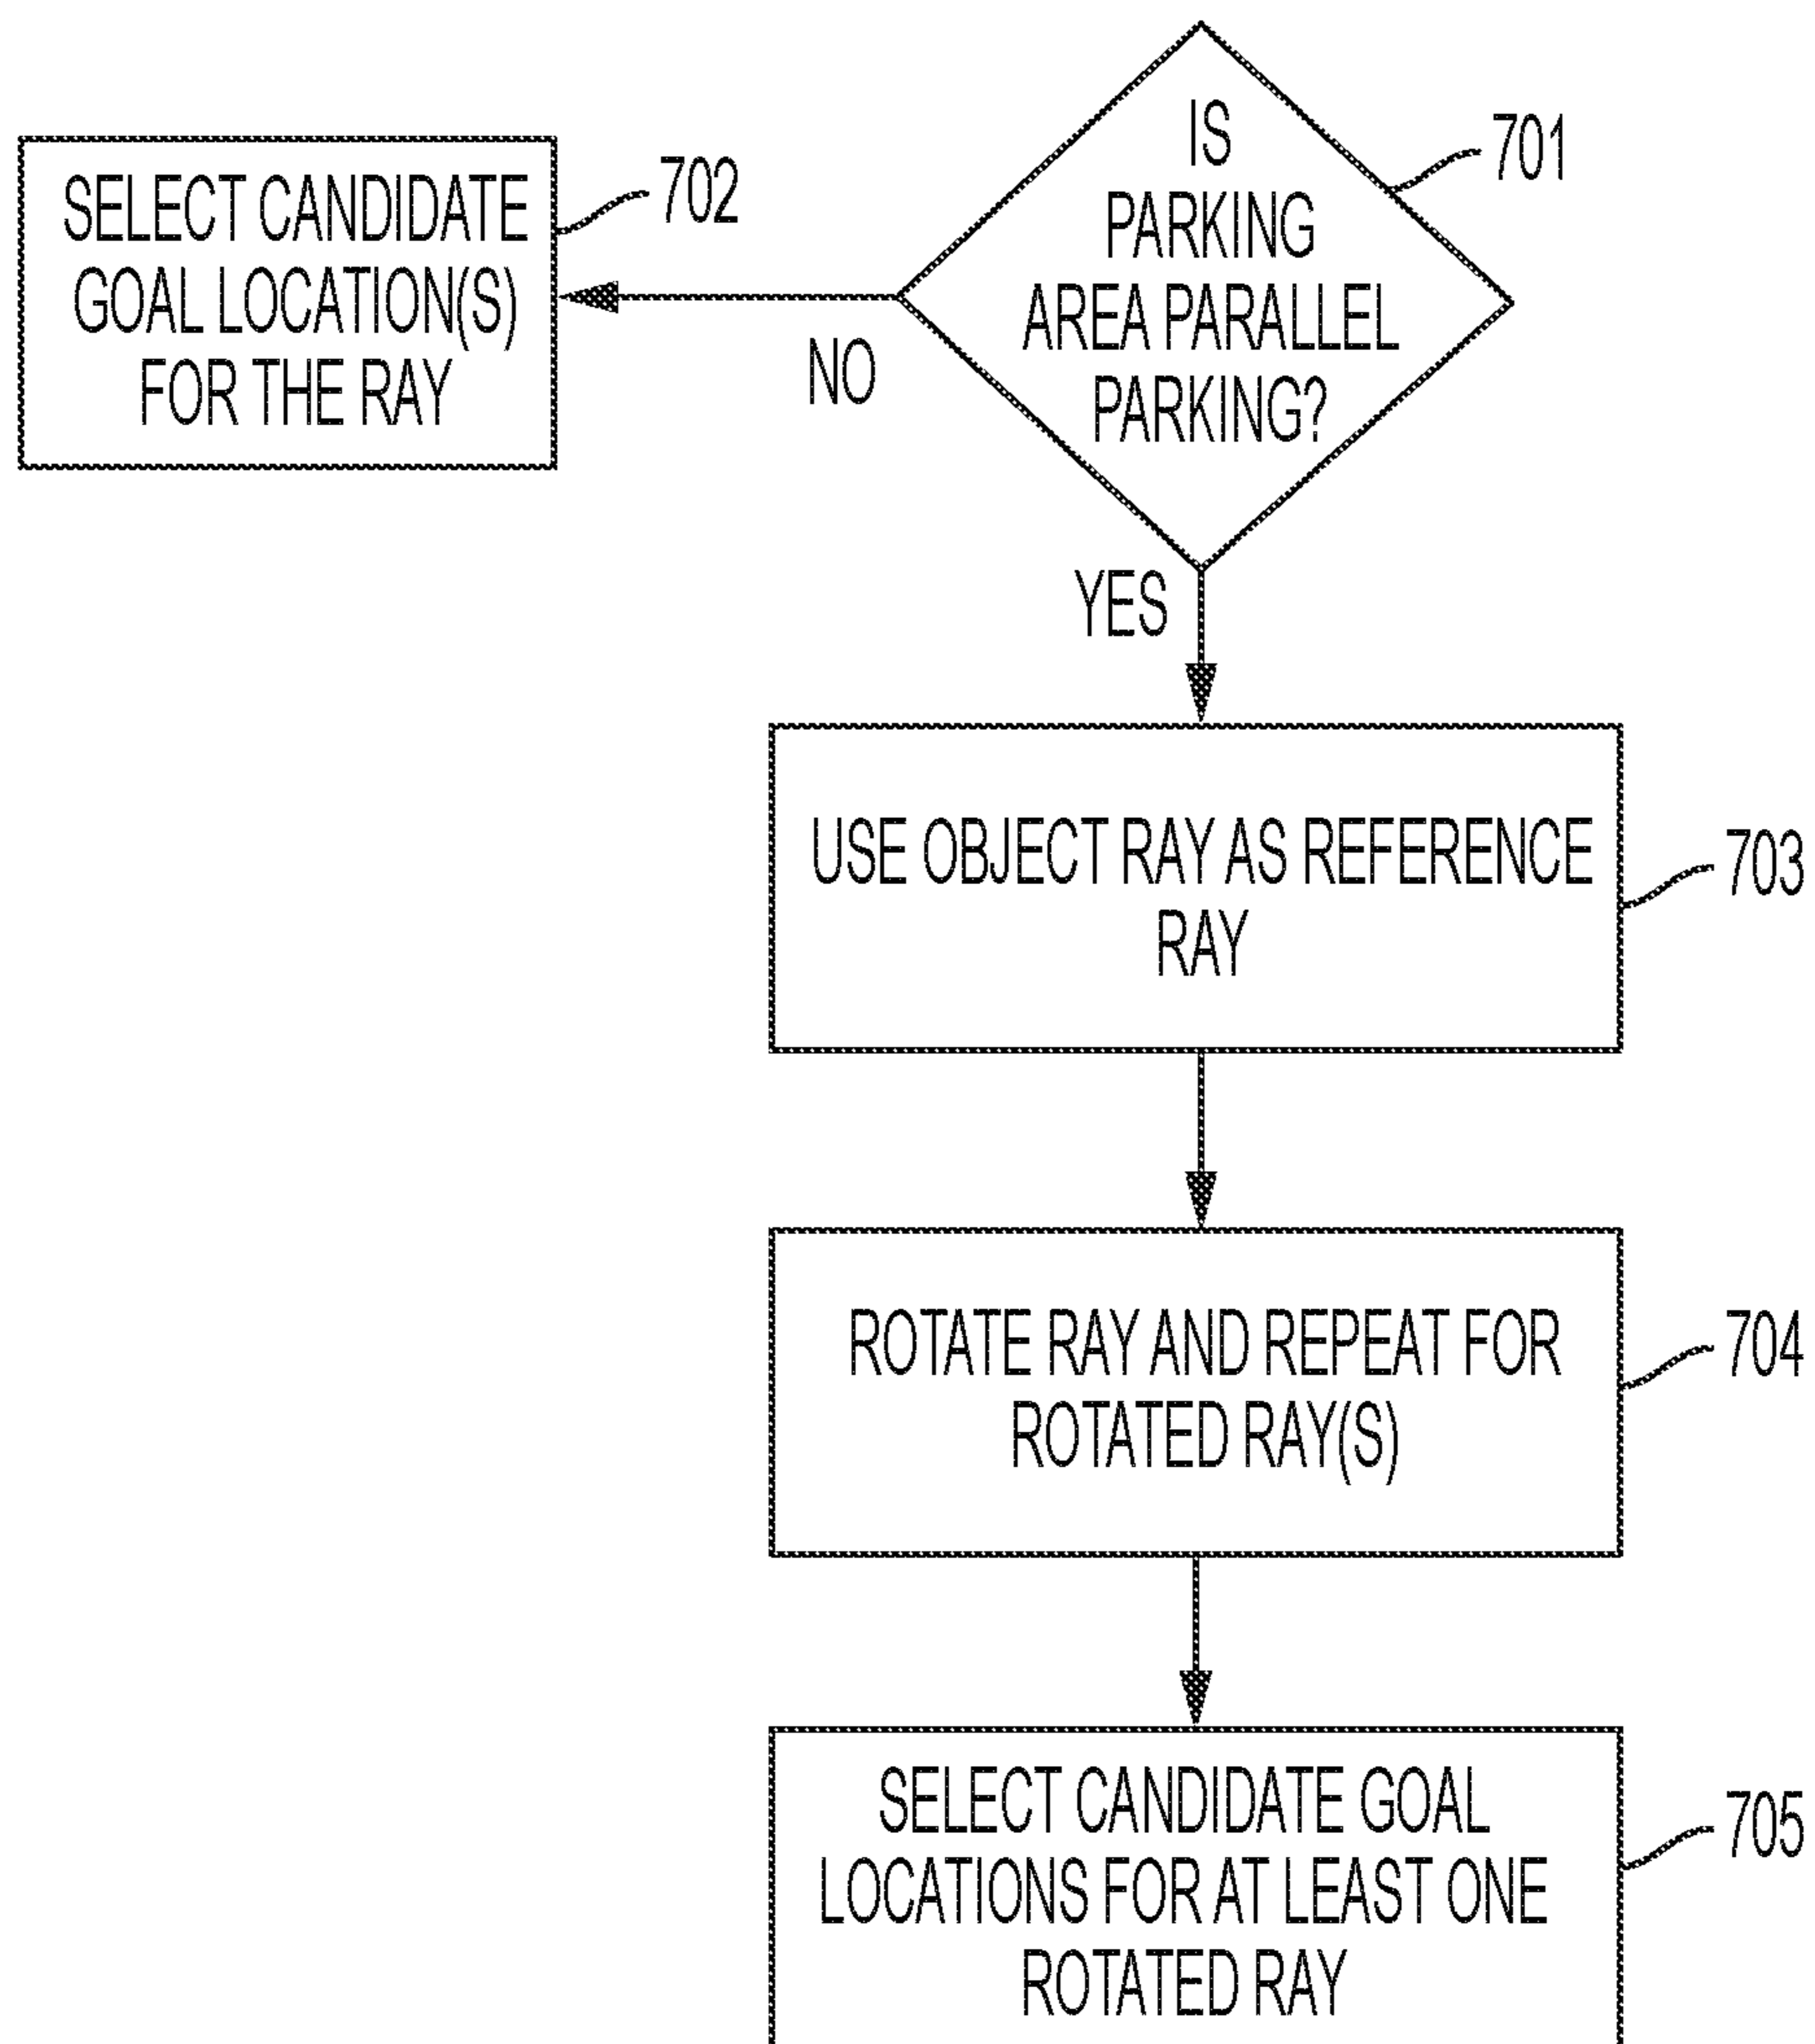 IS
PARKING
AREA PARALLEL
PARKING?
701
SELECT CANDIDATE
GOAL LOCATION(S)
FOR THE RAY
702
NO
YES
USE OBJECT RAY AS REFERENCE
RAY
703
ROTATE RAY AND REPEAT FOR
ROTATED RAY(S)
704
SELECT CANDIDATE GOAL
LOCATIONS FOR AT LEAST ONE
ROTATED RAY
705